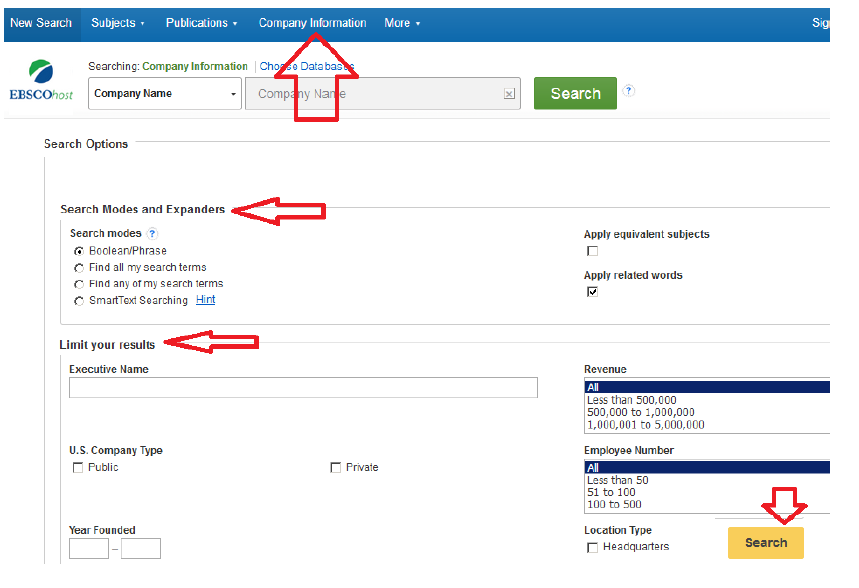 New Search Subjects Publications Company Information More
Searching: Company Information Choose Databases
EBSCOhost
Company Name Company Name Search ?
Search Options
Search Modes and Expanders
Search modes ?
Boolean/Phrase
Find all my search terms
Find any of my search terms
SmartText Searching Hint
Apply equivalent subjects
Apply related words
Limit your results
Executive Name
Revenue
All
Less than 500,000
500,000 to 1,000,000
1,000,001 to 5,000,000
U.S. Company Type
Public Private
Employee Number
All
Less than 50
51 to 100
100 to 500
Year Founded
–
Location Type
Headquarters
Search